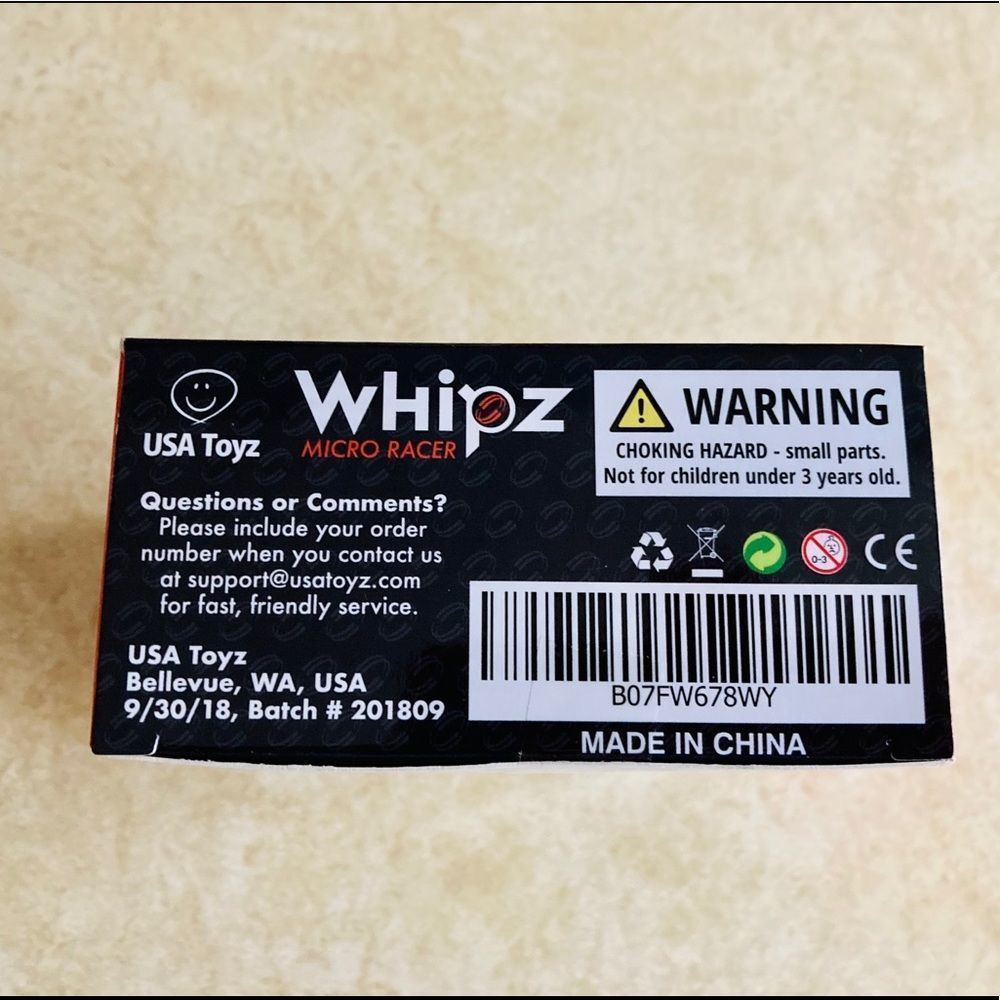 USA Toyz
WHipz
MICRO RACER
WARNING
CHOKING HAZARD - small parts.
Not for children under 3 years old.
Questions or Comments?
Please include your order
number when you contact us
at support@usatoyz.com
for fast, friendly service.
USA Toyz
Bellevue, WA, USA
9/30/18, Batch # 201809
0-3
CE
B07FW678WY
MADE IN CHINA